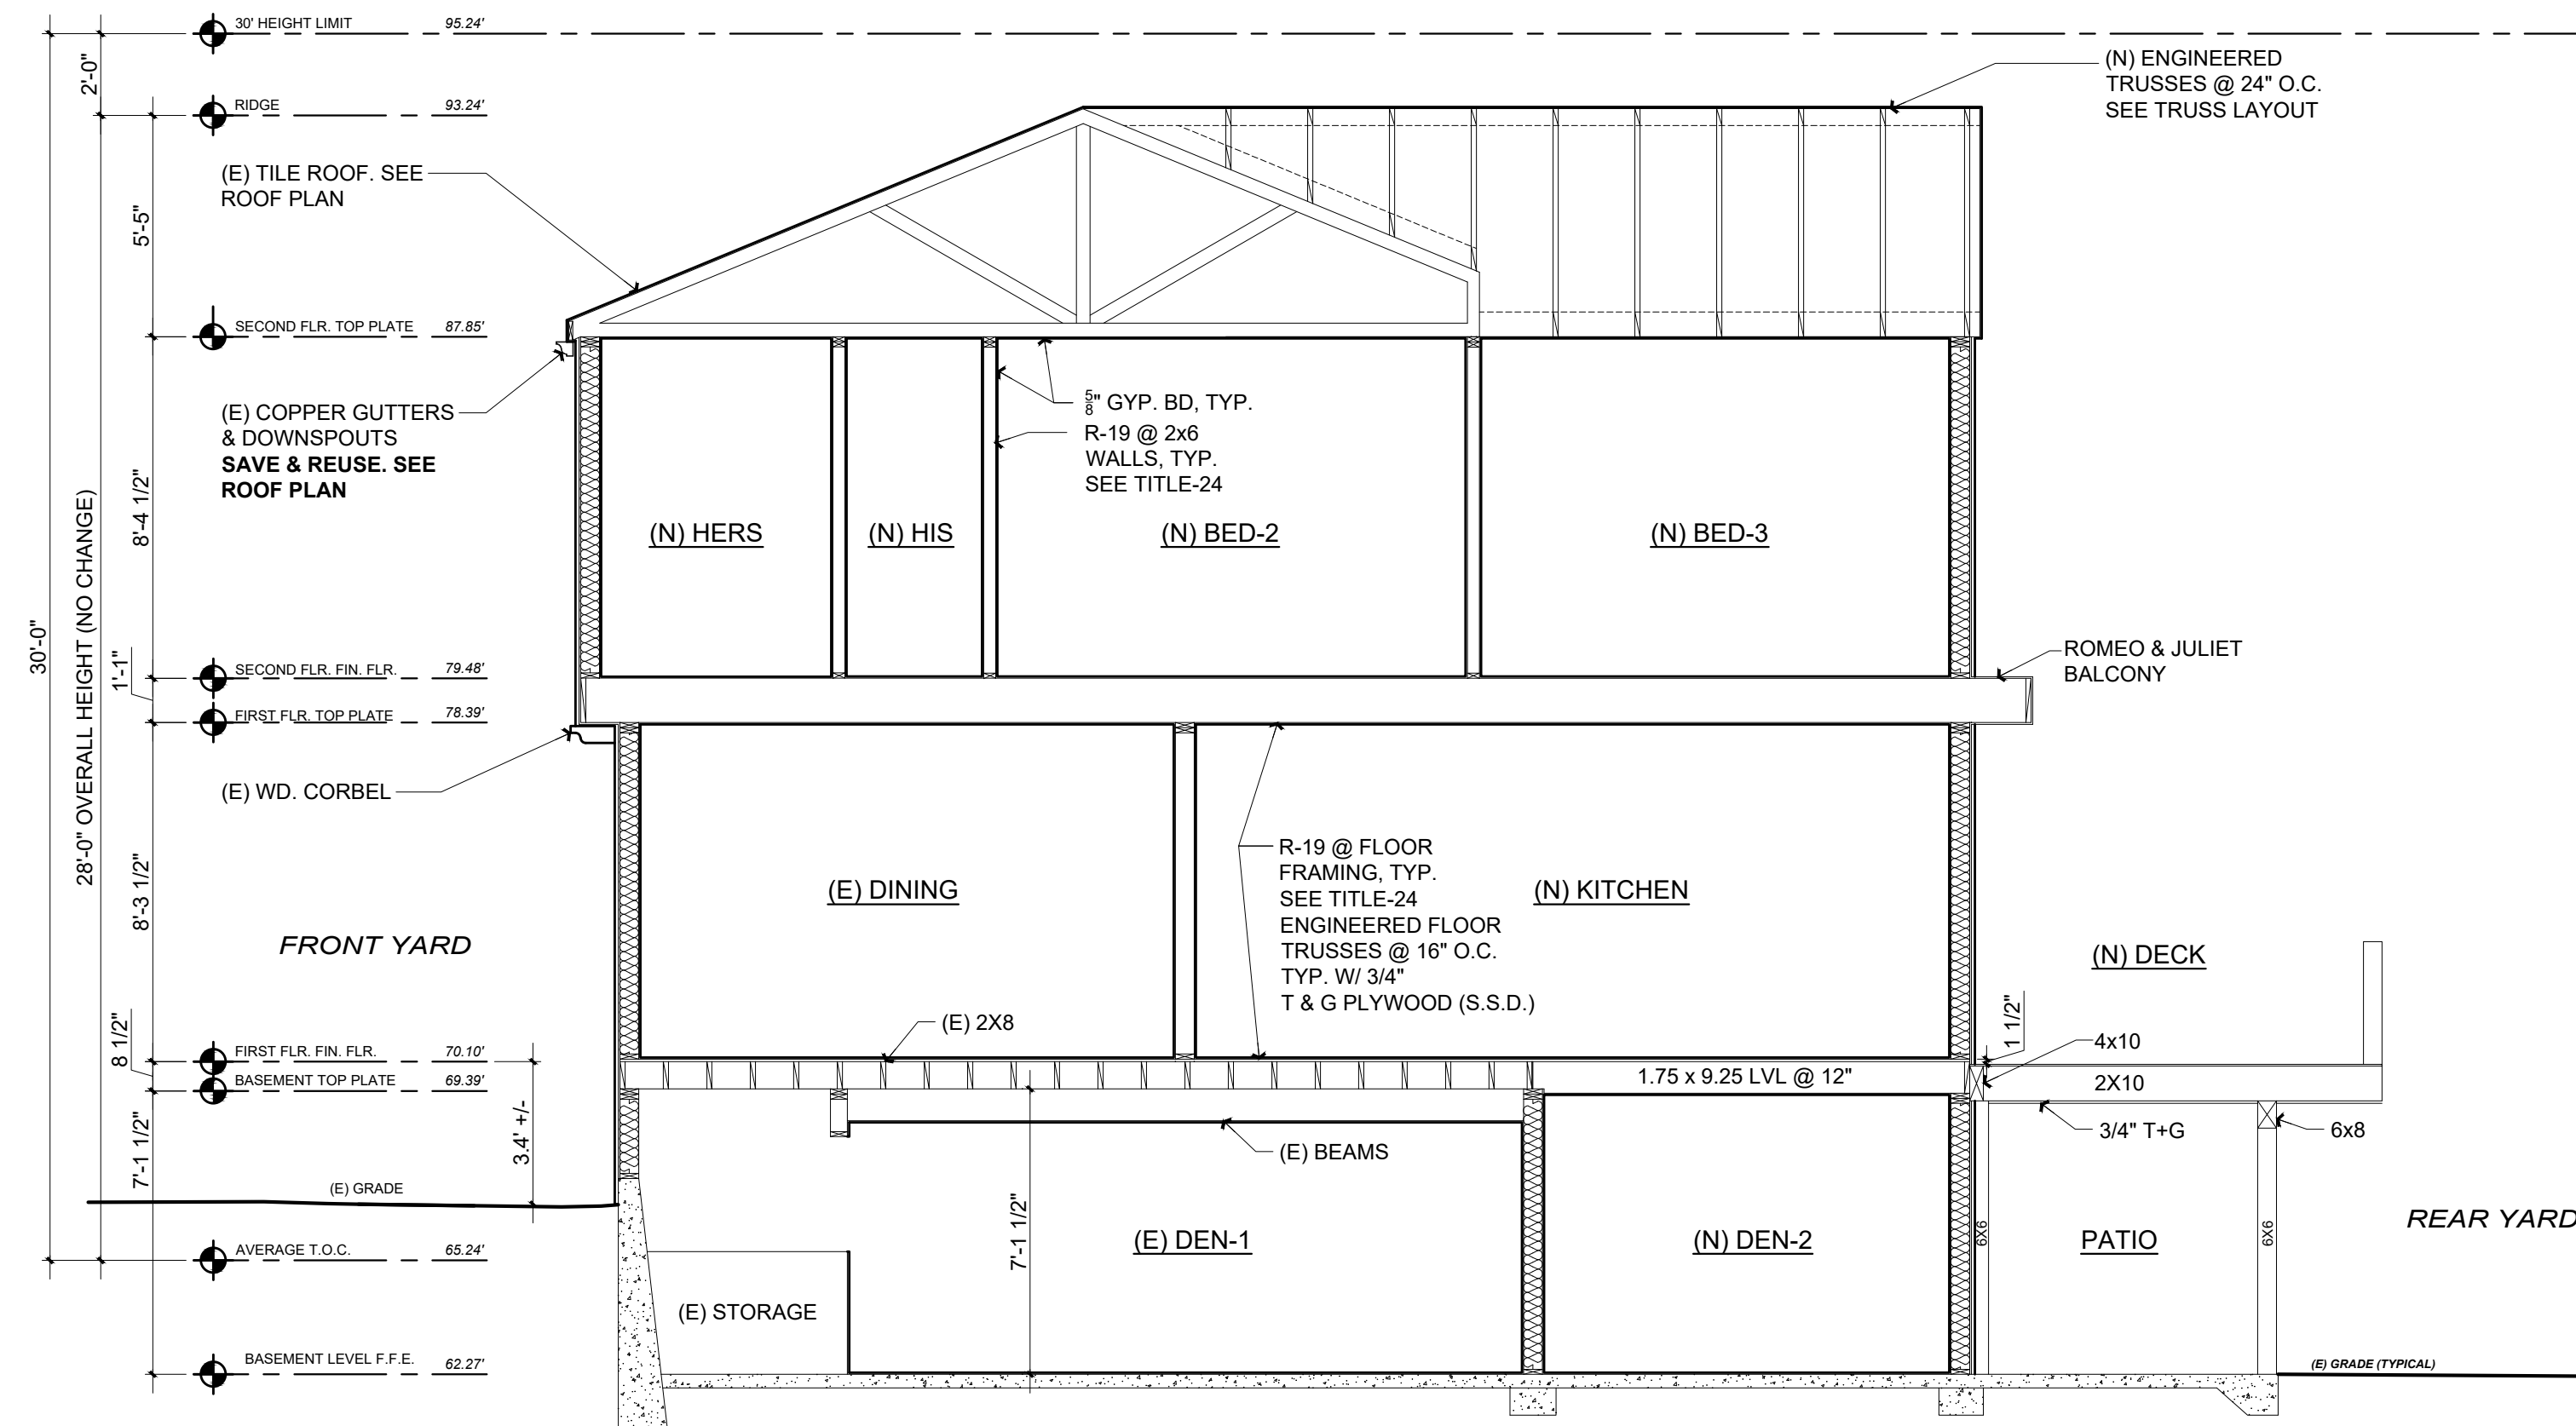 30' HEIGHT LIMIT 95.24'
2'-0"
RIDGE 93.24'
(N) ENGINEERED
TRUSSES @ 24" O.C.
SEE TRUSS LAYOUT
(E) TILE ROOF. SEE
ROOF PLAN
5'-5"
SECOND FLR. TOP PLATE 87.85'
(E) COPPER GUTTERS
& DOWNSPOUTS
SAVE & REUSE. SEE
ROOF PLAN
5/8" GYP. BD, TYP.
R-19 @ 2x6
WALLS, TYP.
SEE TITLE-24
8'-4 1/2"
(N) HERS
(N) HIS
(N) BED-2
(N) BED-3
30'-0"
28'-0" OVERALL HEIGHT (NO CHANGE)
1'-1"
SECOND FLR. FIN. FLR. 79.48'
FIRST FLR. TOP PLATE 78.39'
ROMEO & JULIET
BALCONY
(E) WD. CORBEL
8'-3 1/2"
(E) DINING
R-19 @ FLOOR
FRAMING, TYP.
SEE TITLE-24
ENGINEERED FLOOR
TRUSSES @ 16" O.C.
TYP. W/ 3/4"
T & G PLYWOOD (S.S.D.)
(N) KITCHEN
FRONT YARD
(N) DECK
(E) 2X8
8 1/2"
1 1/2"
4x10
FIRST FLR. FIN. FLR. 70.10'
BASEMENT TOP PLATE 69.39'
1.75 x 9.25 LVL @ 12"
2X10
3.4' +/-
7'-1 1/2"
(E) BEAMS
3/4" T+G
6x8
(E) GRADE
7'-1 1/2"
(E) DEN-1
(N) DEN-2
6X6
PATIO
6X6
REAR YARD
AVERAGE T.O.C. 65.24'
(E) STORAGE
BASEMENT LEVEL F.F.E. 62.27'
(E) GRADE (TYPICAL)